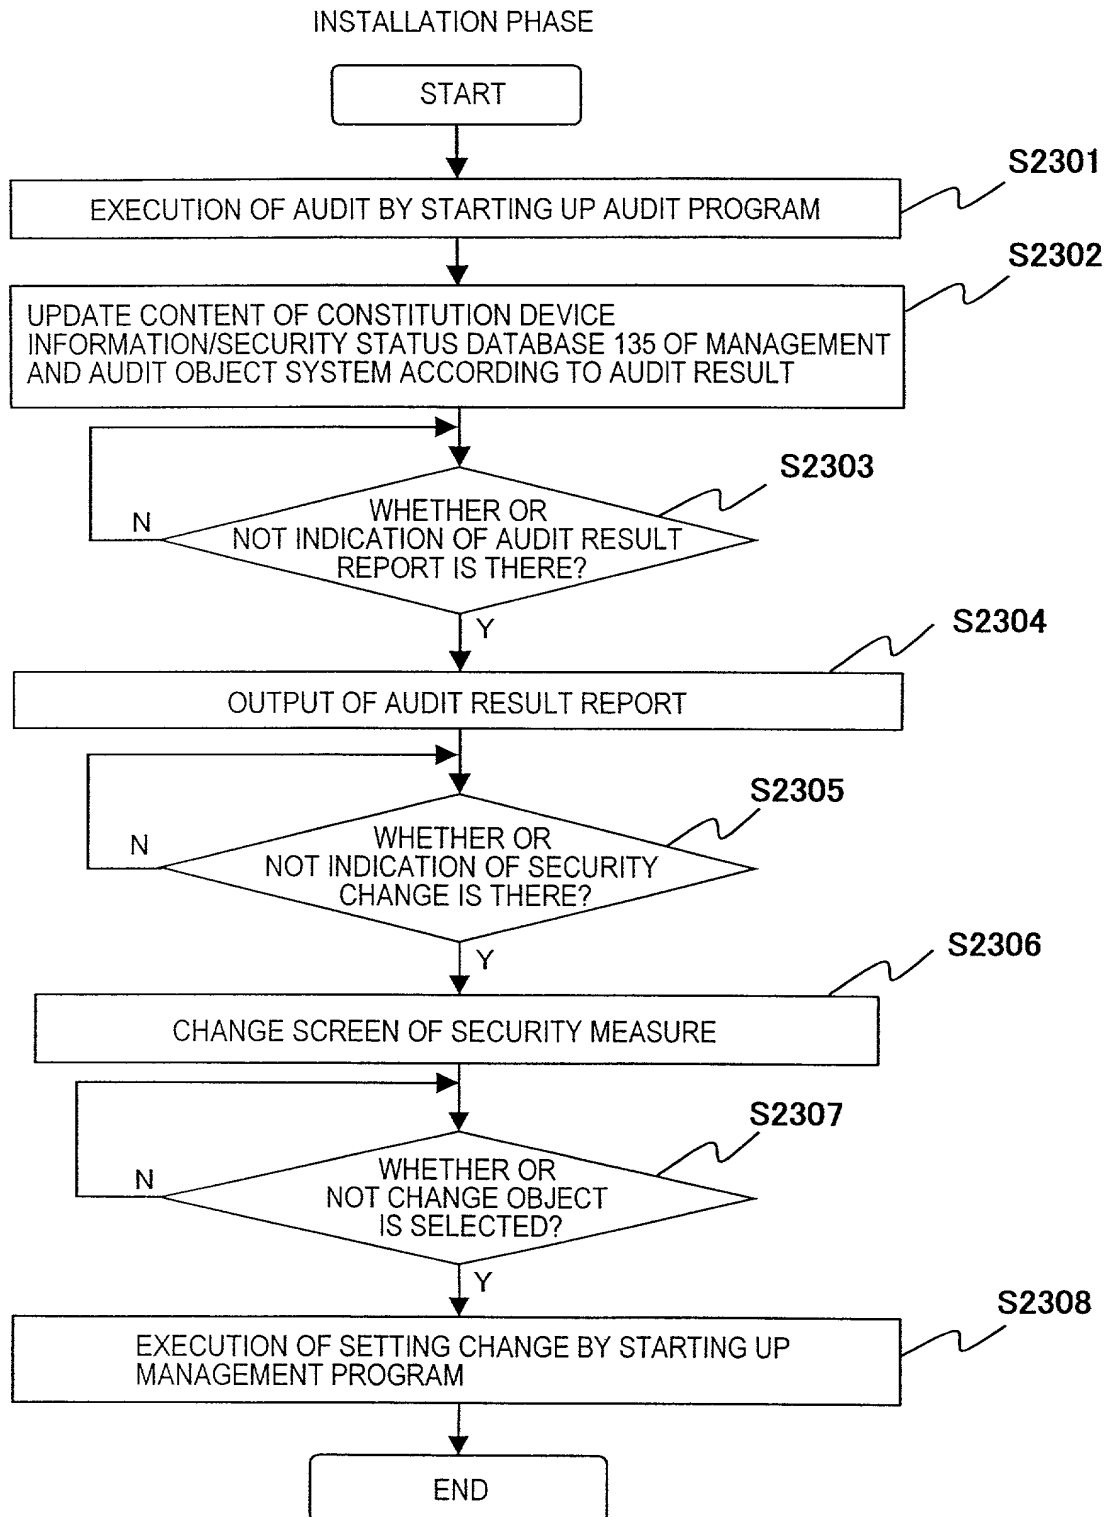 INSTALLATION PHASE
START
S2301
EXECUTION OF AUDIT BY STARTING UP AUDIT PROGRAM
S2302
UPDATE CONTENT OF CONSTITUTION DEVICE
INFORMATION/SECURITY STATUS DATABASE 135 OF MANAGEMENT
AND AUDIT OBJECT SYSTEM ACCORDING TO AUDIT RESULT
S2303
WHETHER OR
NOT INDICATION OF AUDIT RESULT
REPORT IS THERE?
N
Y
S2304
OUTPUT OF AUDIT RESULT REPORT
S2305
WHETHER OR
NOT INDICATION OF SECURITY
CHANGE IS THERE?
N
Y
S2306
CHANGE SCREEN OF SECURITY MEASURE
S2307
WHETHER OR
NOT CHANGE OBJECT
IS SELECTED?
N
Y
S2308
EXECUTION OF SETTING CHANGE BY STARTING UP
MANAGEMENT PROGRAM
END